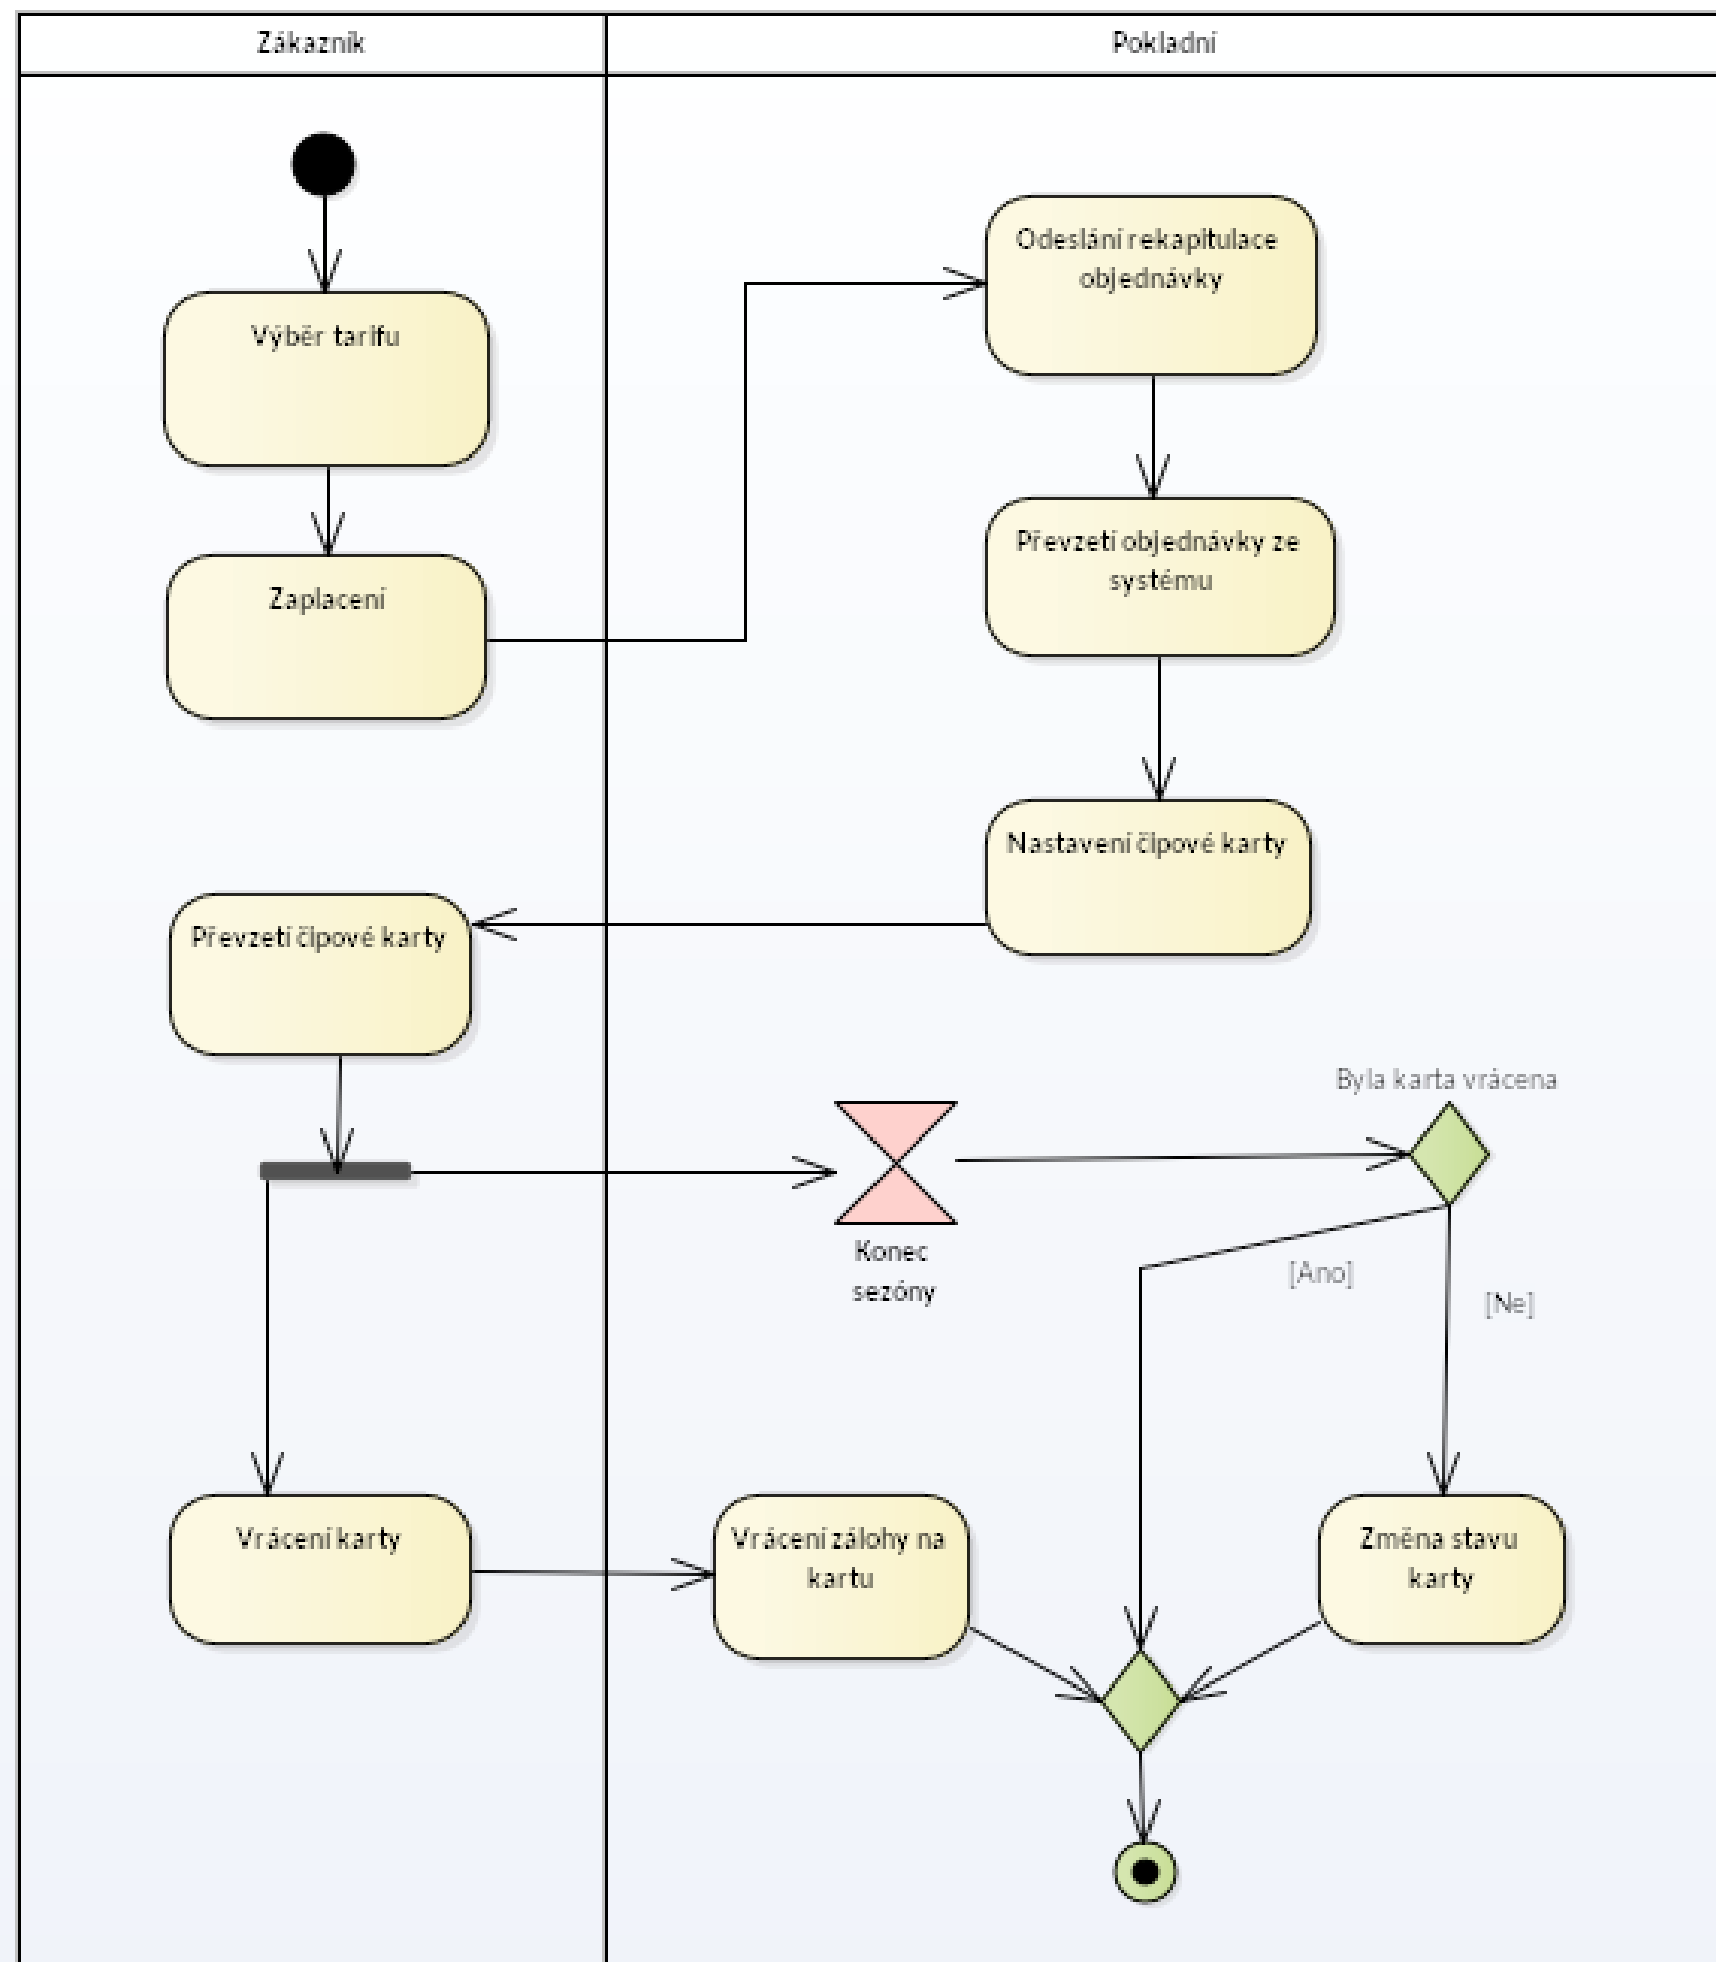 Zákazník
Pokladní
Výběr tarifu
Zaplacení
Odeslání rekapitulace
objednávky
Převzetí objednávky ze
systému
Nastavení čipové karty
Převzetí čipové karty
Byla karta vrácena
Konec
sezóny
[Ano]
[Ne]
Vrácení karty
Vrácení zálohy na
kartu
Změna stavu
karty